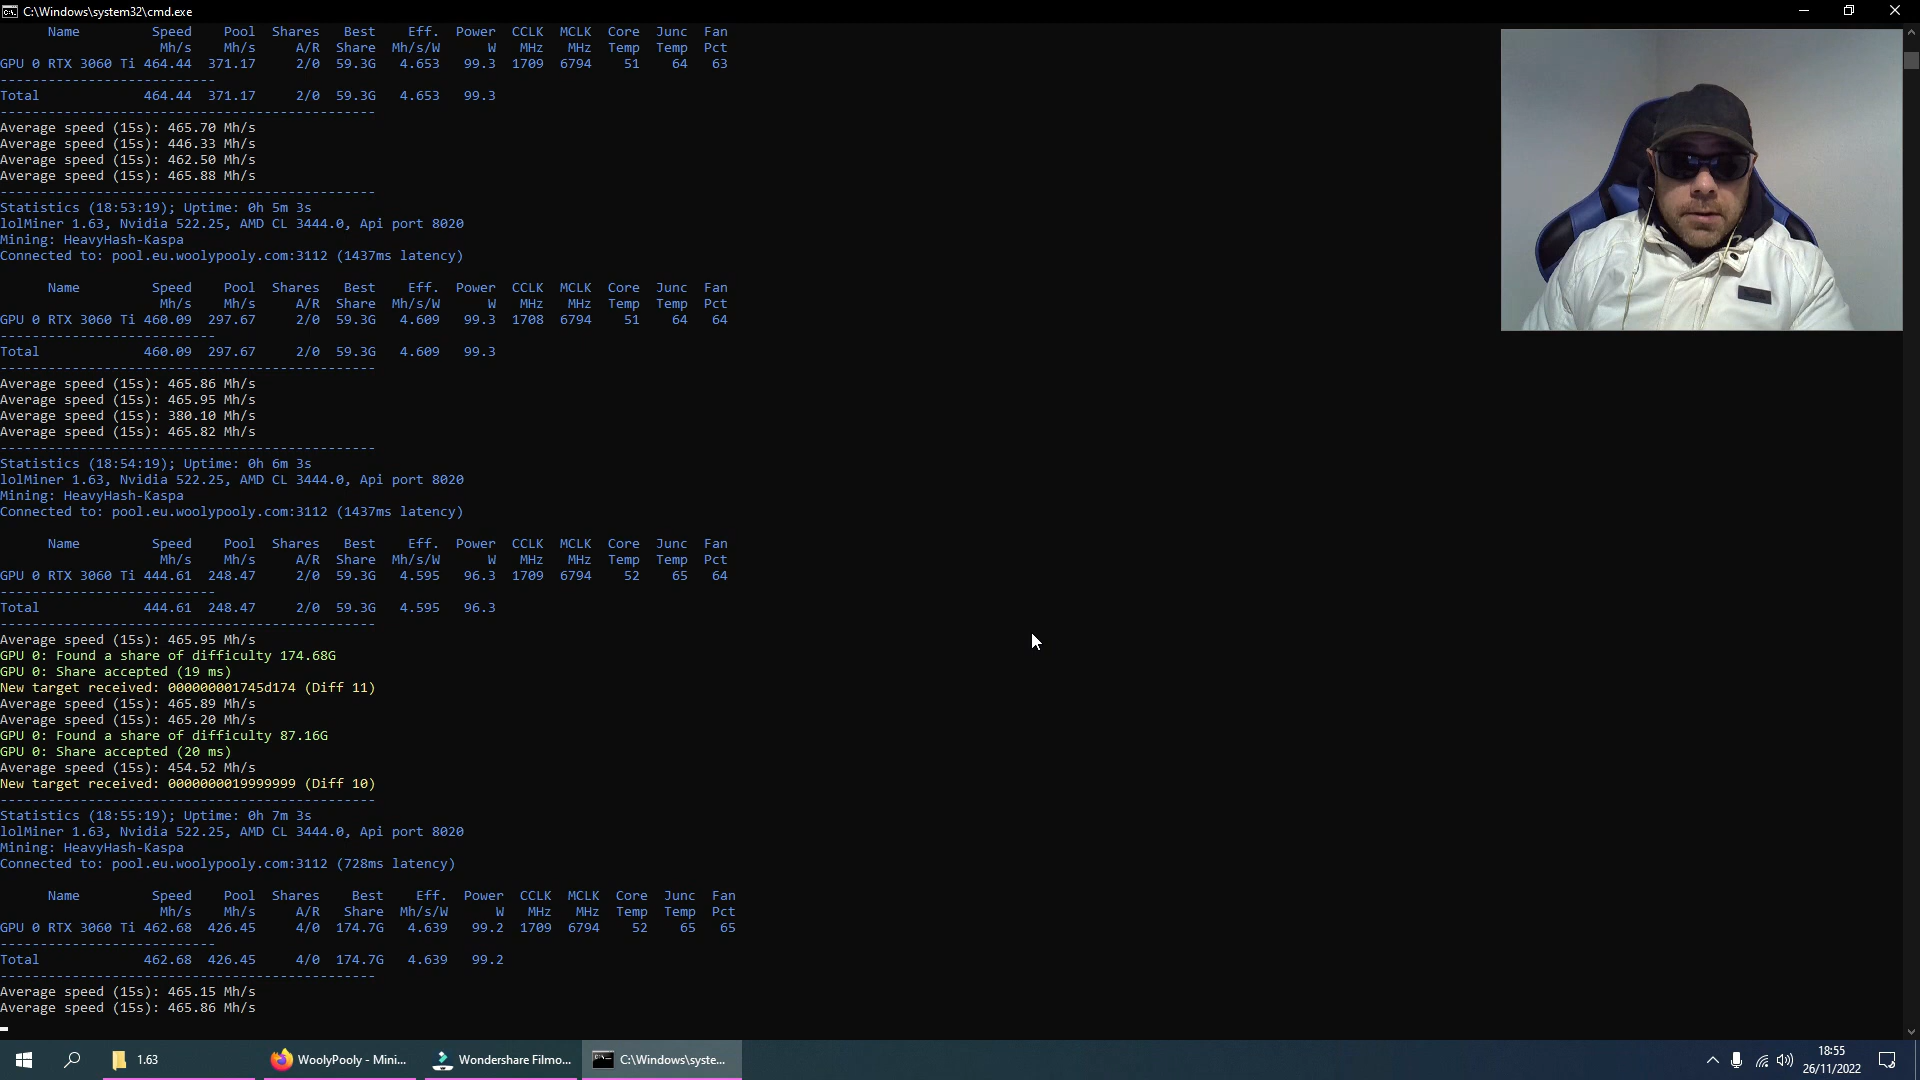 C:\Windows\system32\cmd.exe
Name Speed Pool Shares Best Eff. Power CCLK MCLK Core Junc Fan
Mh/s Mh/s A/R Share Mh/s/W W MHz MHz Temp Temp Pct
GPU 0 RTX 3060 Ti 464.44 371.17 2/0 59.3G 4.653 99.3 1709 6794 51 64 63
---------------------------
Total 464.44 371.17 2/0 59.3G 4.653 99.3
-----------------------------------------------
Average speed (15s): 465.70 Mh/s
Average speed (15s): 446.33 Mh/s
Average speed (15s): 462.50 Mh/s
Average speed (15s): 465.88 Mh/s
-----------------------------------------------
Statistics (18:53:19); Uptime: 0h 5m 3s
lolMiner 1.63, Nvidia 522.25, AMD CL 3444.0, Api port 8020
Mining: HeavyHash-Kaspa
Connected to: pool.eu.woolypooly.com:3112 (1437ms latency)
Name Speed Pool Shares Best Eff. Power CCLK MCLK Core Junc Fan
Mh/s Mh/s A/R Share Mh/s/W W MHz MHz Temp Temp Pct
GPU 0 RTX 3060 Ti 460.09 297.67 2/0 59.3G 4.609 99.3 1708 6794 51 64 64
---------------------------
Total 460.09 297.67 2/0 59.3G 4.609 99.3
-----------------------------------------------
Average speed (15s): 465.86 Mh/s
Average speed (15s): 465.95 Mh/s
Average speed (15s): 380.10 Mh/s
Average speed (15s): 465.82 Mh/s
-----------------------------------------------
Statistics (18:54:19); Uptime: 0h 6m 3s
lolMiner 1.63, Nvidia 522.25, AMD CL 3444.0, Api port 8020
Mining: HeavyHash-Kaspa
Connected to: pool.eu.woolypooly.com:3112 (1437ms latency)
Name Speed Pool Shares Best Eff. Power CCLK MCLK Core Junc Fan
Mh/s Mh/s A/R Share Mh/s/W W MHz MHz Temp Temp Pct
GPU 0 RTX 3060 Ti 444.61 248.47 2/0 59.3G 4.595 96.3 1709 6794 52 65 64
---------------------------
Total 444.61 248.47 2/0 59.3G 4.595 96.3
-----------------------------------------------
Average speed (15s): 465.95 Mh/s
GPU 0: Found a share of difficulty 174.68G
GPU 0: Share accepted (19 ms)
New target received: 000000001745d174 (Diff 11)
Average speed (15s): 465.89 Mh/s
Average speed (15s): 465.20 Mh/s
GPU 0: Found a share of difficulty 87.16G
GPU 0: Share accepted (20 ms)
Average speed (15s): 454.52 Mh/s
New target received: 0000000019999999 (Diff 10)
-----------------------------------------------
Statistics (18:55:19); Uptime: 0h 7m 3s
lolMiner 1.63, Nvidia 522.25, AMD CL 3444.0, Api port 8020
Mining: HeavyHash-Kaspa
Connected to: pool.eu.woolypooly.com:3112 (728ms latency)
Name Speed Pool Shares Best Eff. Power CCLK MCLK Core Junc Fan
Mh/s Mh/s A/R Share Mh/s/W W MHz MHz Temp Temp Pct
GPU 0 RTX 3060 Ti 462.68 426.45 4/0 174.7G 4.639 99.2 1709 6794 52 65 65
---------------------------
Total 462.68 426.45 4/0 174.7G 4.639 99.2
-----------------------------------------------
Average speed (15s): 465.15 Mh/s
Average speed (15s): 465.86 Mh/s
1.63
WoolyPooly - Mini...
Wondershare Filmo...
C:\Windows\syste...
18:55
26/11/2022